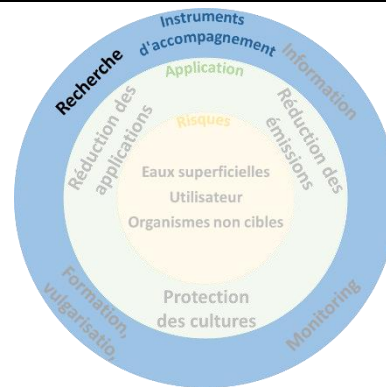 Instruments
d'accompagnement
Recherche
Information
Application
Réduction des
applications
Réduction des
émissions
Risques
Eaux superficielles
Utilisateur
Organismes non cibles
Protection
des cultures
Formation,
vulgarisatio,
Monitoring